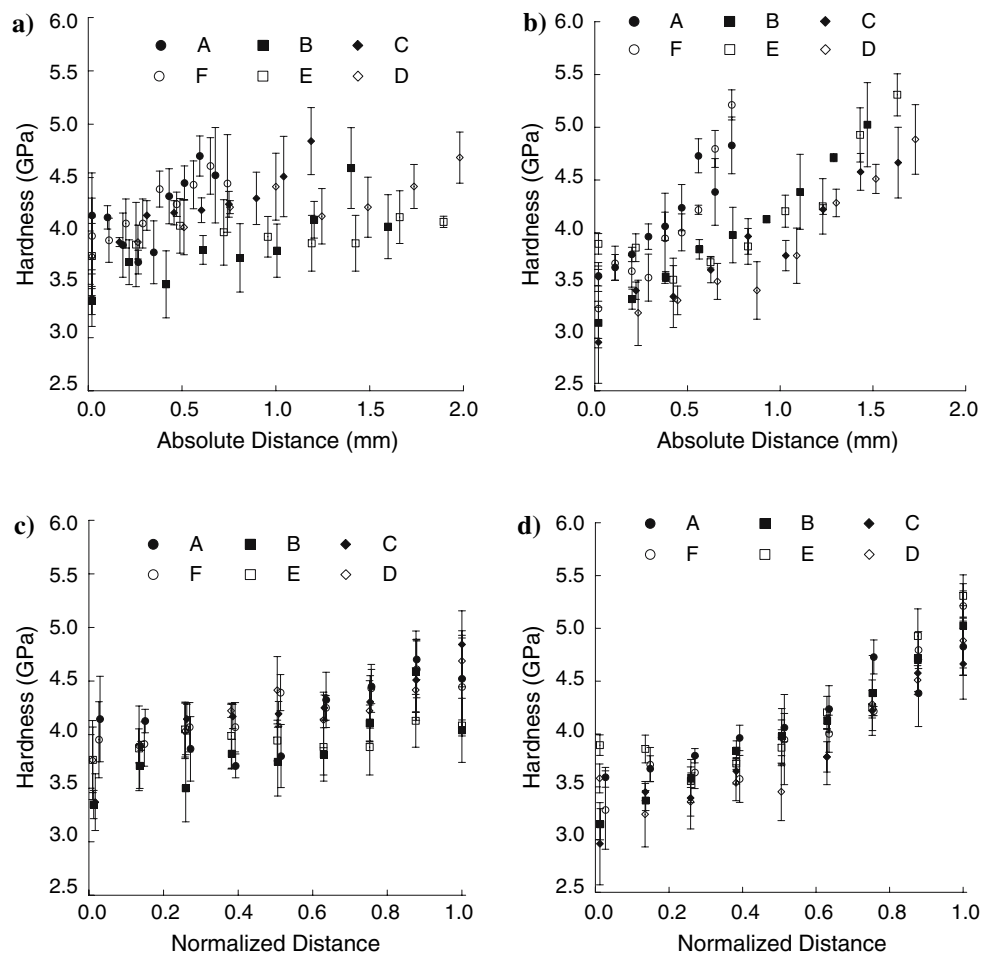 a)
6.0
5.5
5.0
4.5
4.0
3.5
3.0
2.5
Hardness (GPa)
A B C
F E D
0.0 0.5 1.0 1.5 2.0
Absolute Distance (mm)
b)
6.0
5.5
5.0
4.5
4.0
3.5
3.0
2.5
Hardness (GPa)
A B C
F E D
0.0 0.5 1.0 1.5 2.0
Absolute Distance (mm)
c)
6.0
5.5
5.0
4.5
4.0
3.5
3.0
2.5
Hardness (GPa)
A B C
F E D
0.0 0.2 0.4 0.6 0.8 1.0
Normalized Distance
d)
6.0
5.5
5.0
4.5
4.0
3.5
3.0
2.5
Hardness (GPa)
A B C
F E D
0.0 0.2 0.4 0.6 0.8 1.0
Normalized Distance